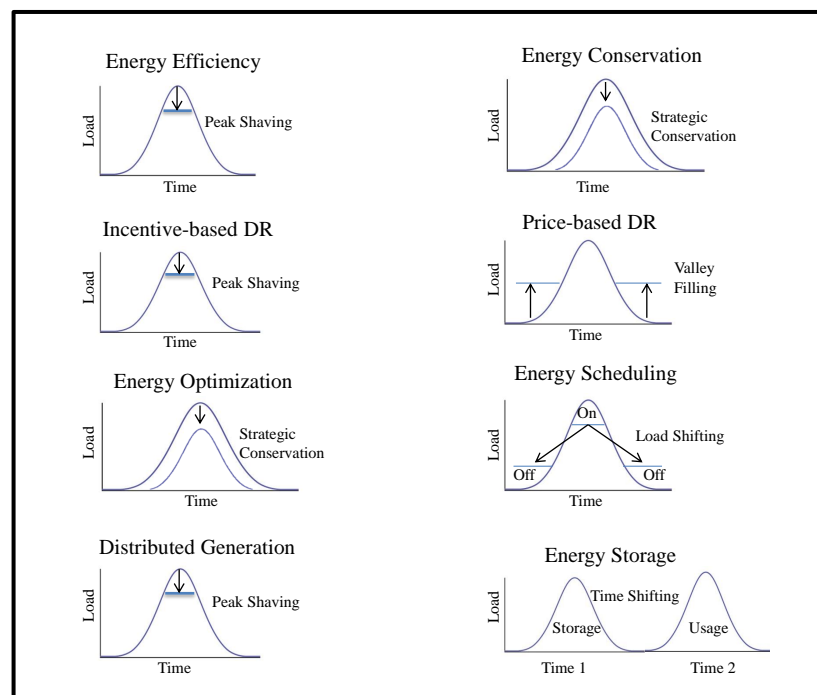 Energy Efficiency
Load
Peak Shaving
Time
Energy Conservation
Load
Strategic
Conservation
Time
Incentive-based DR
Load
Peak Shaving
Time
Price-based DR
Load
Valley
Filling
Time
Energy Optimization
Load
Strategic
Conservation
Time
Energy Scheduling
Load
On
Load Shifting
Off
Off
Time
Distributed Generation
Load
Peak Shaving
Time
Energy Storage
Load
Time Shifting
Storage
Usage
Time 1
Time 2